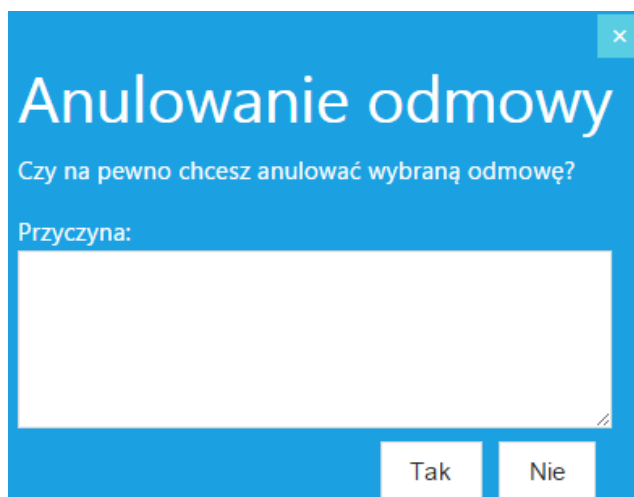 ×
Anulowanie odmowy
Czy na pewno chcesz anulować wybraną odmowę?
Przyczyna:
Tak Nie